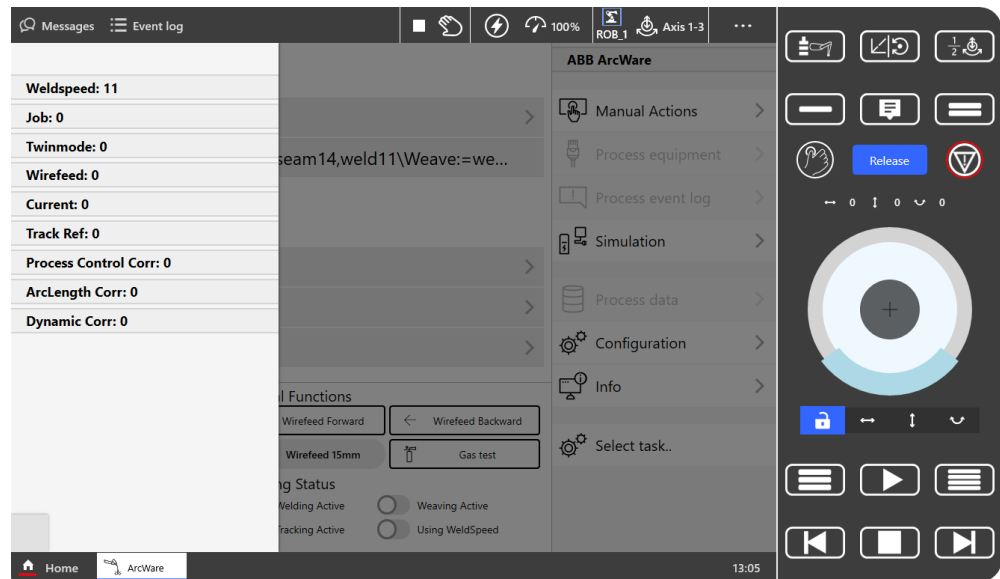 Messages
Event log
100%
ROB_1
Axis 1-3
...
1
2
Weldspeed: 11
Job: 0
Twinmode: 0
Wirefeed: 0
Current: 0
Track Ref: 0
Process Control Corr: 0
ArcLength Corr: 0
Dynamic Corr: 0
seam14,weld11\Weave:=we...
l Functions
Wirefeed Forward
Wirefeed Backward
Wirefeed 15mm
Gas test
ng Status
Welding Active
Weaving Active
Tracking Active
Using WeldSpeed
ABB ArcWare
Manual Actions
Process equipment
Process event log
Simulation
Process data
Configuration
Info
Select task..
Release
0 0 0
Home
ArcWare
13:05